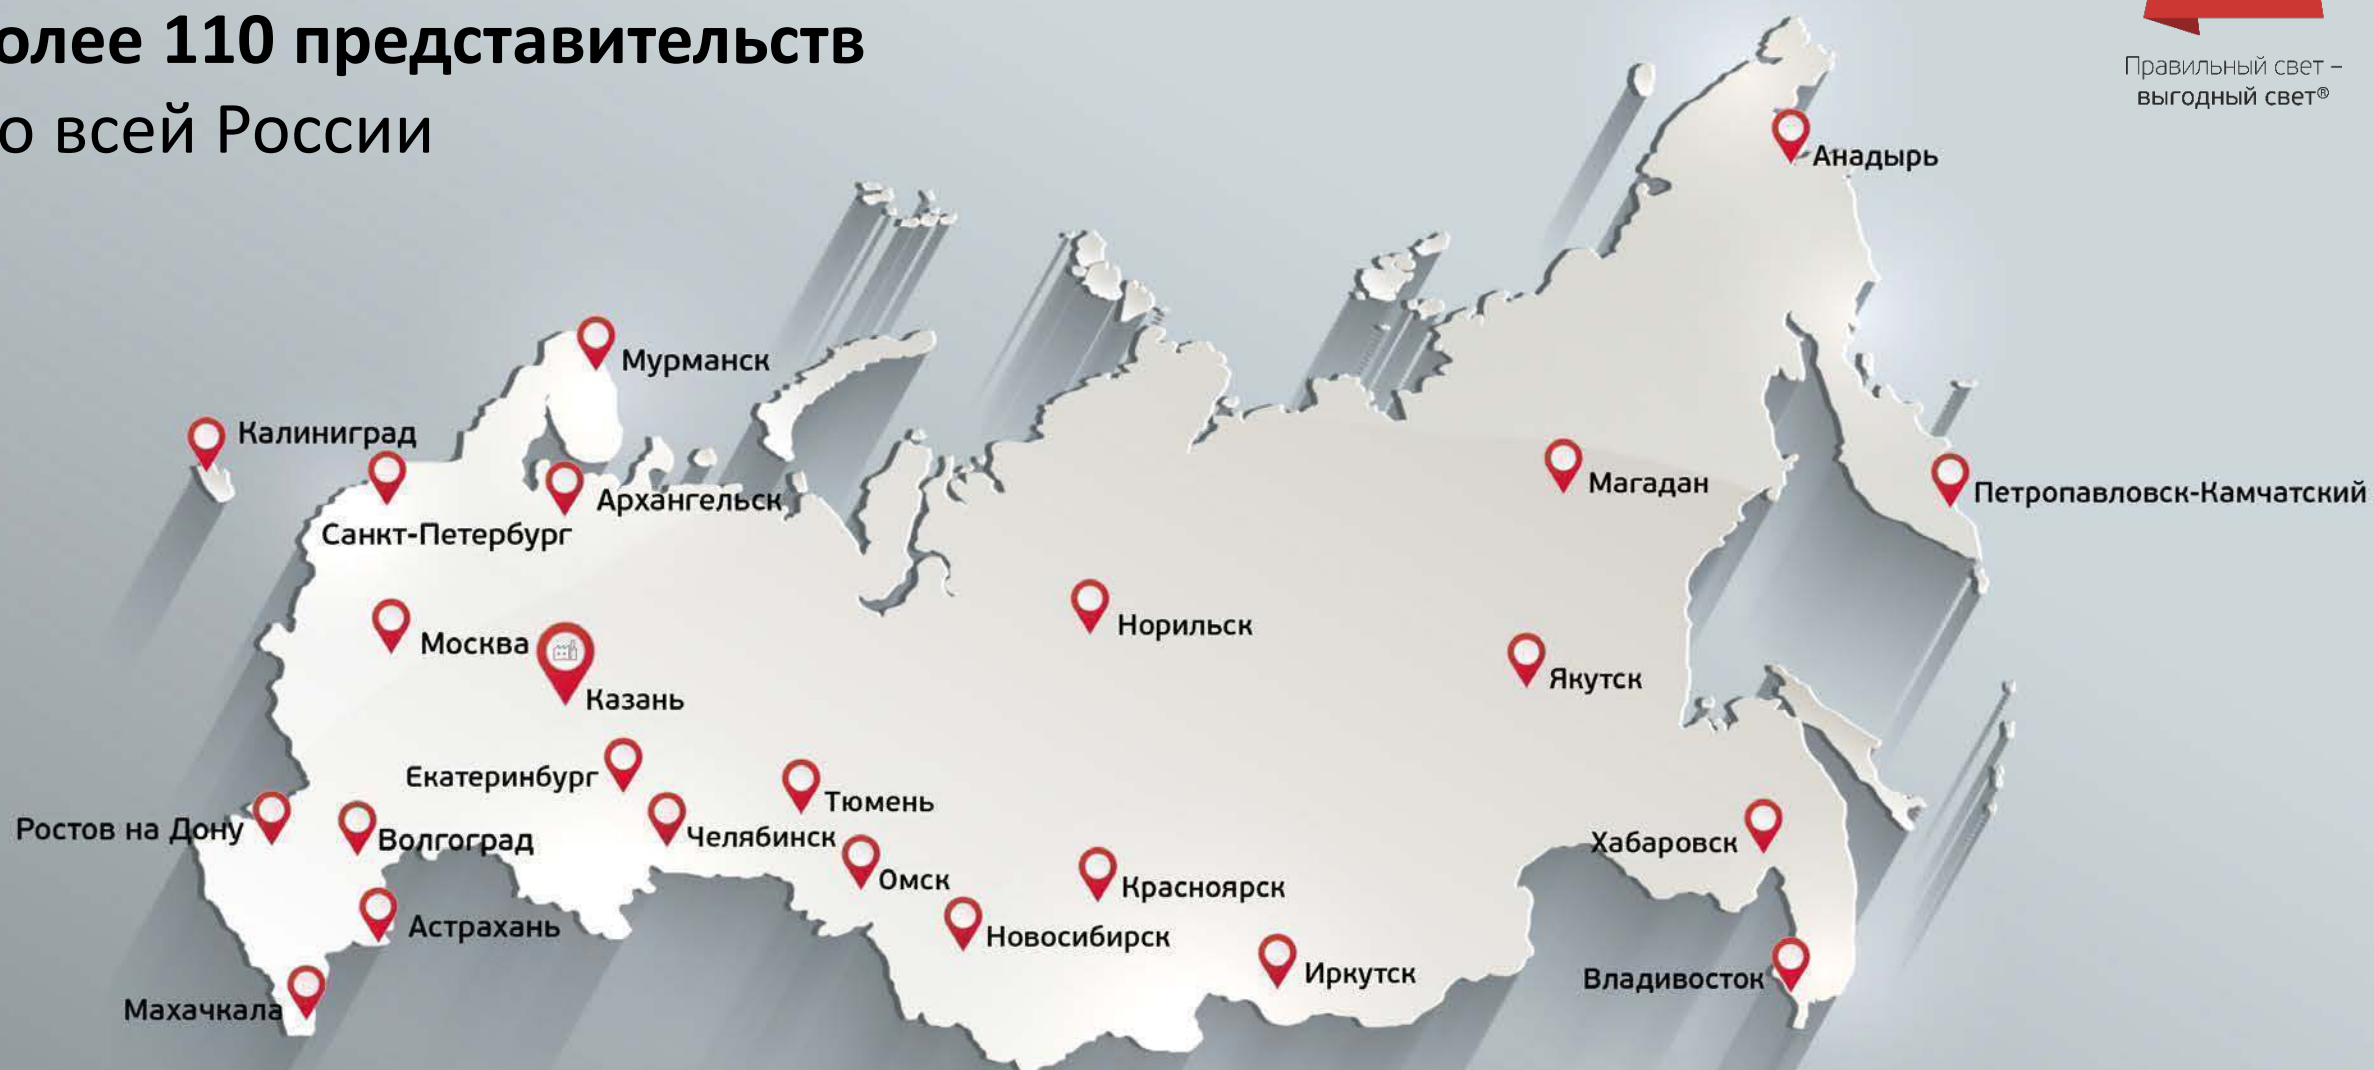 олее 110 представительств
о всей России
Правильный свет –
выгодный свет®
Анадырь
Мурманск
Калиниград
Архангельск
Санкт-Петербург
Магадан
Петропавловск-Камчатский
Норильск
Москва
Казань
Якутск
Екатеринбург
Тюмень
Ростов на Дону
Волгоград
Челябинск
Хабаровск
Омск
Красноярск
Астрахань
Новосибирск
Иркутск
Владивосток
Махачкала